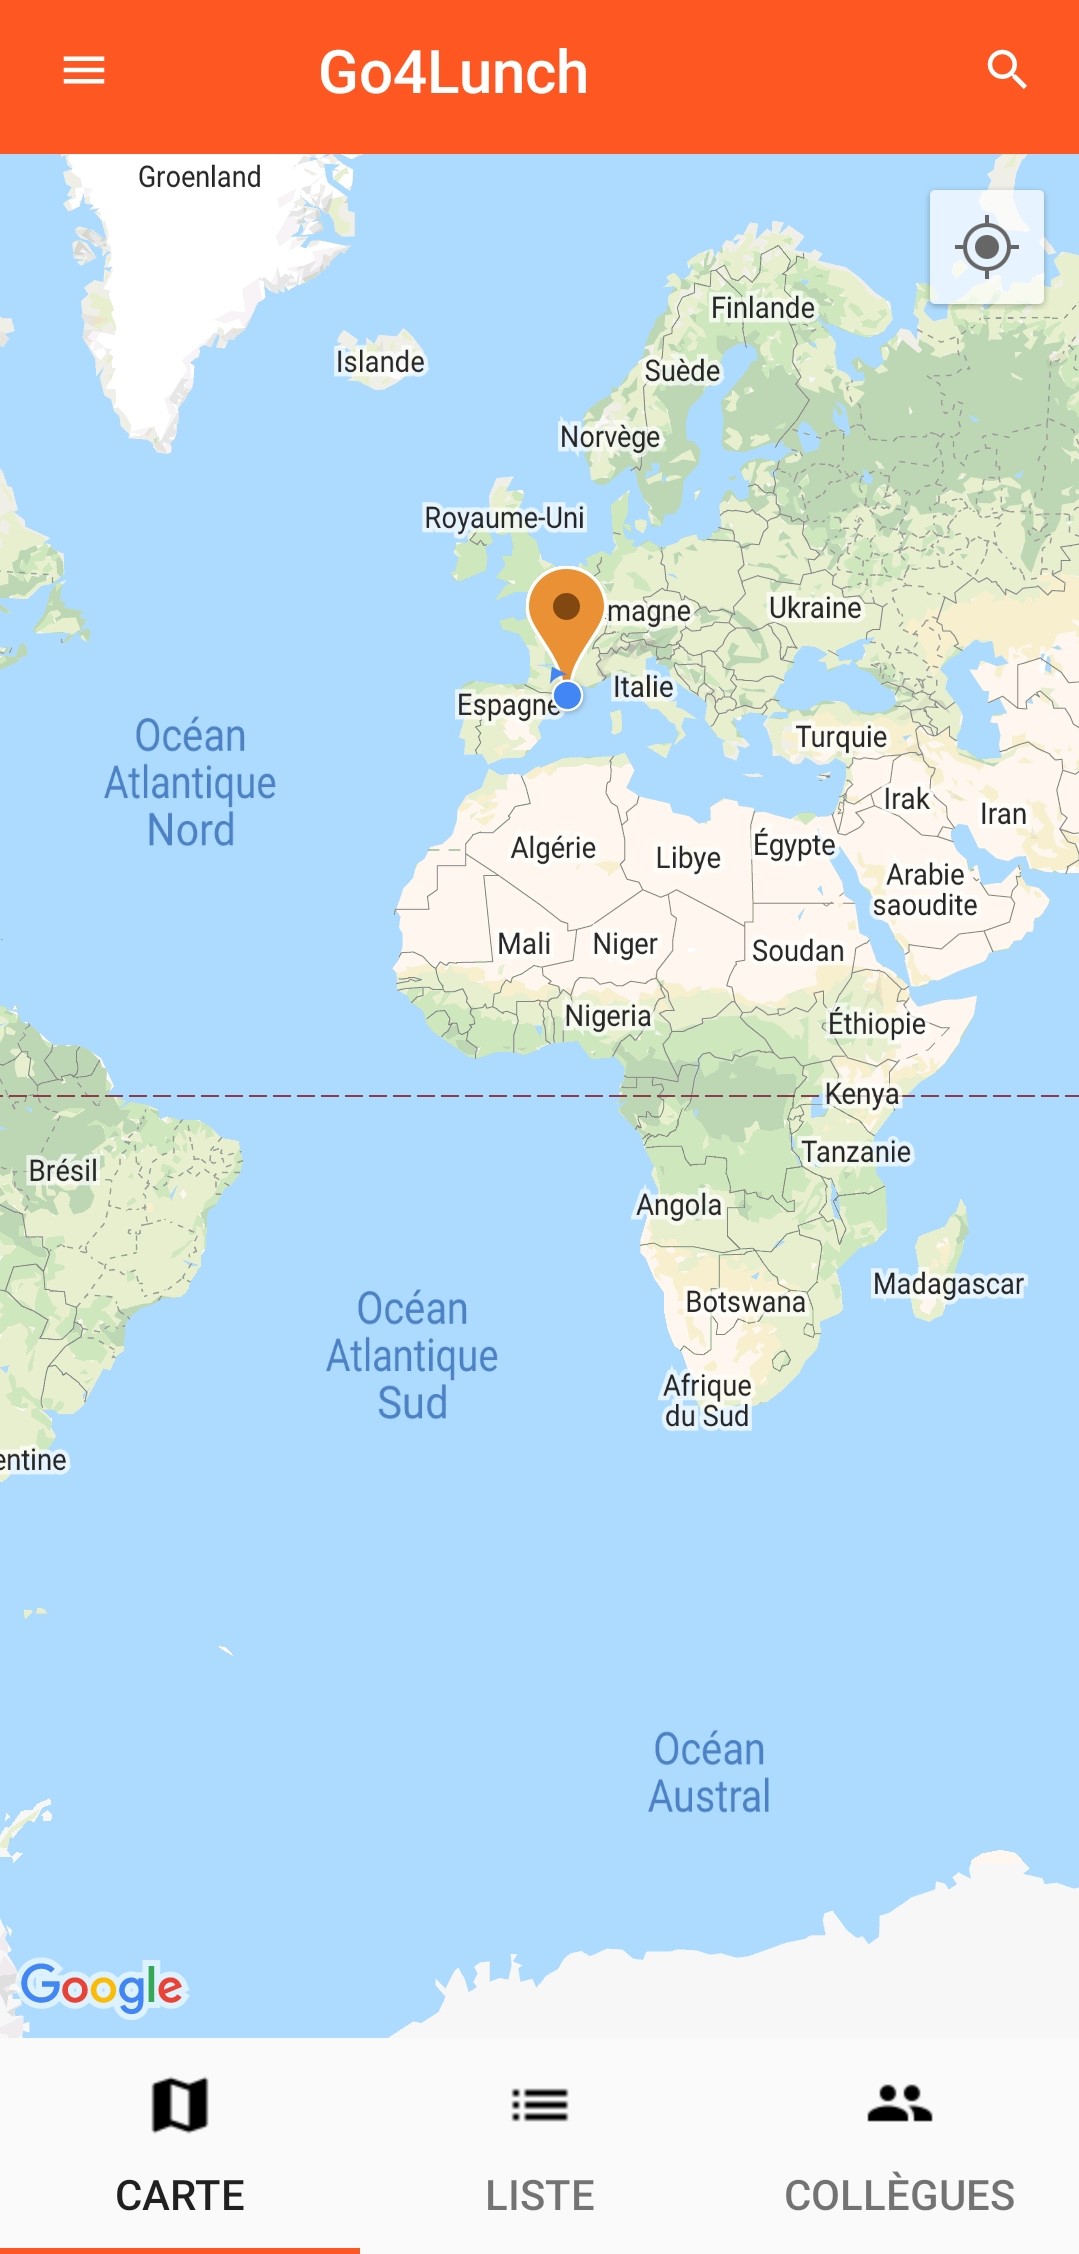 Go4Lunch
Groenland
Finlande
Islande
Suède
Norvège
Royaume-Uni
magne
Ukraine
Italie
Espagne
Océan
Atlantique
Nord
Turquie
Irak
Iran
Algérie
Libye
Égypte
Arabie
saoudite
Mali
Niger
Soudan
Nigeria
Éthiopie
Kenya
Tanzanie
Brésil
Angola
Madagascar
Botswana
Océan
Atlantique
Sud
Afrique
du Sud
entine
Océan
Austral
Google
CARTE
LISTE
COLLÈGUES